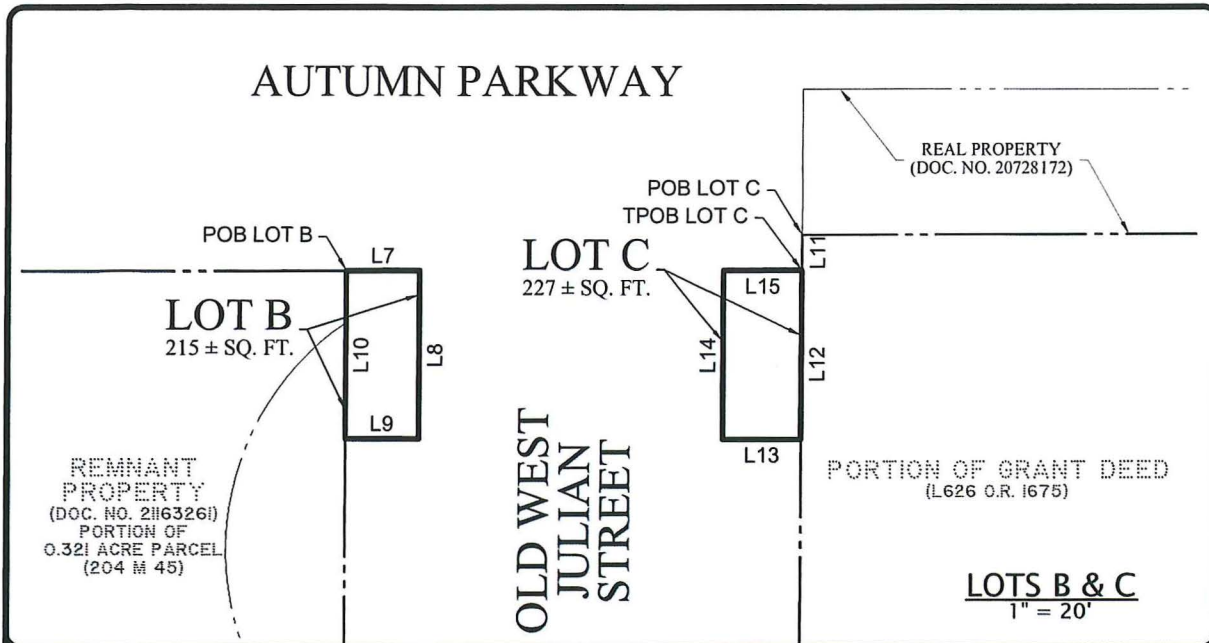 AUTUMN PARKWAY
REAL PROPERTY
(DOC. NO. 20728172)
POB LOT C
TPOB LOT C
POB LOT B
L7
L11
LOT C
227 ± SQ. FT.
L15
LOT B
215 ± SQ. FT.
L10
L8
L14
L12
L9
L13
OLD WEST
JULIAN
STREET
REMNANT
PROPERTY
(DOC. NO. 21163261)
PORTION OF
0.321 ACRE PARCEL
(204 M 45)
PORTION OF GRANT DEED
(L626 O.R. 1675)
LOTS B & C
1" = 20'